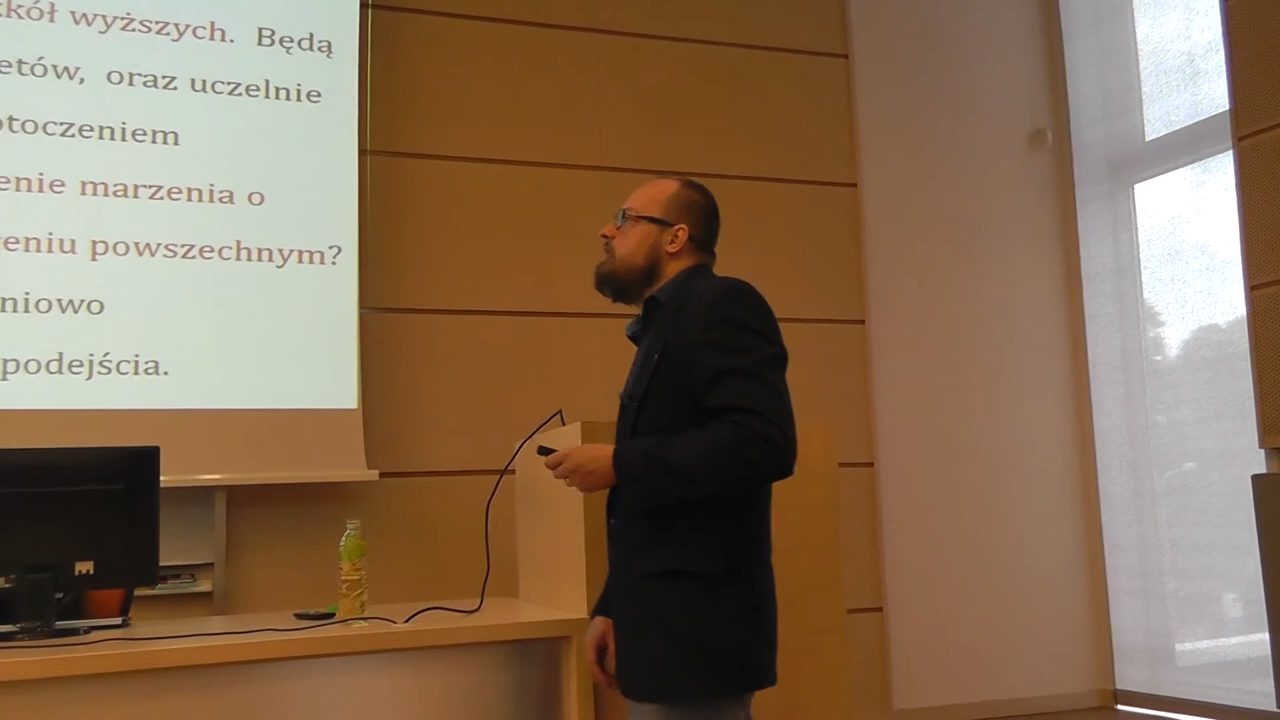 kół wyższych. Będą
etów, oraz uczelnie
otoczeniem
enie marzenia o
eniu powszechnym?
niowo
podejścia.